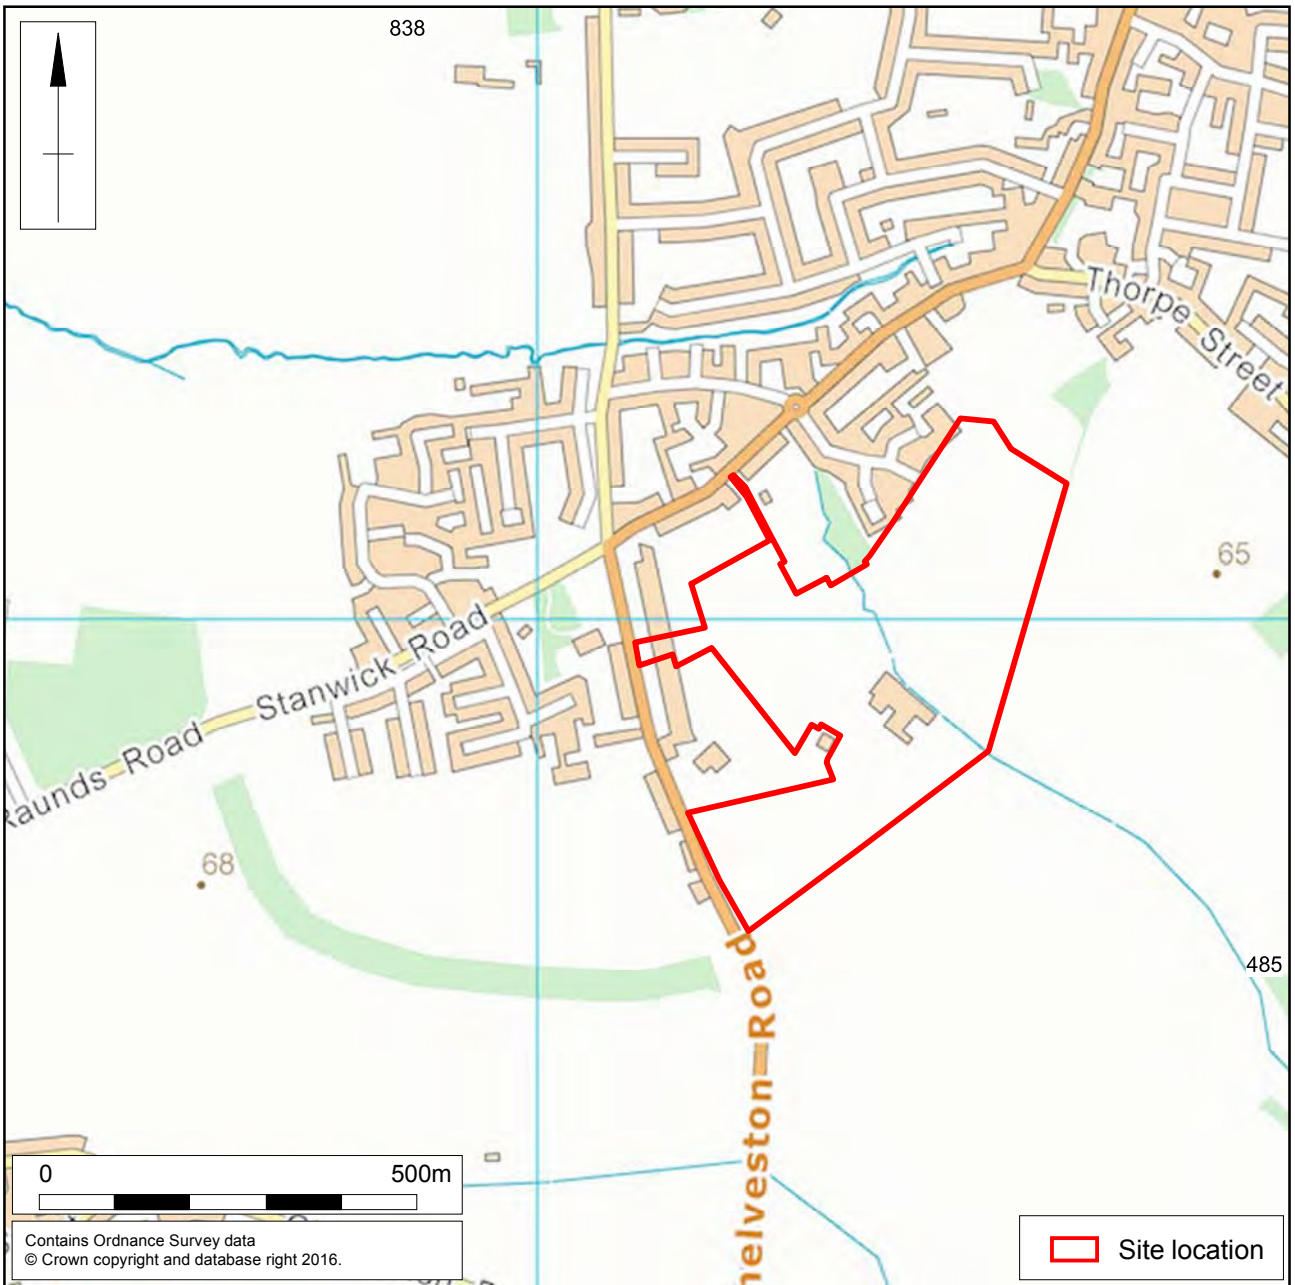 838
Thorpe Street
65
Stanwick Road
Raunds Road
68
485
helveston Road
0 500m
Contains Ordnance Survey data
© Crown copyright and database right 2016.
Site location